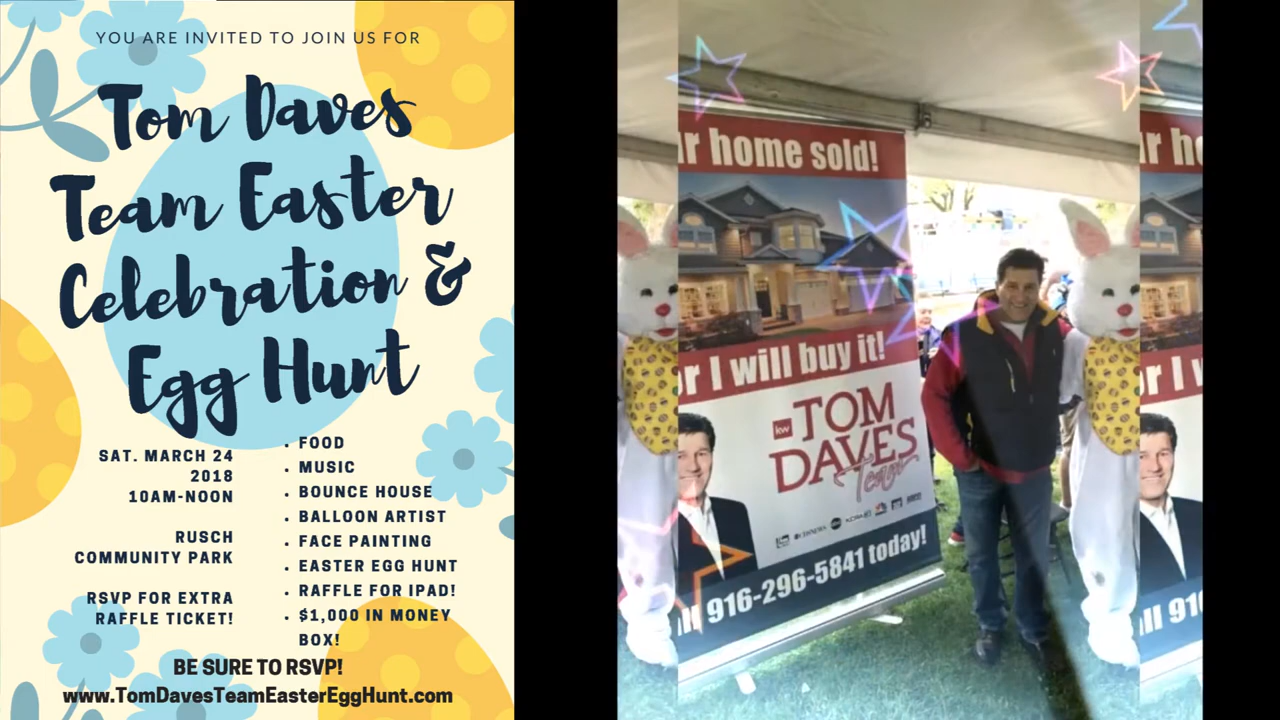 YOU ARE INVITED TO JOIN US FOR
Tom Daves
Team Easter
Celebration &
Egg Hunt
SAT. MARCH 24
2018
10AM-NOON
RUSCH
COMMUNITY PARK
RSVP FOR EXTRA
RAFFLE TICKET!
• FOOD
• MUSIC
• BOUNCE HOUSE
• BALLOON ARTIST
• FACE PAINTING
• EASTER EGG HUNT
• RAFFLE FOR IPAD!
• $1,000 IN MONEY
BOX!
BE SURE TO RSVP!
www.TomDavesTeamEasterEggHunt.com
r home sold!
r I will buy it!
kw TOM
DAVES
Team
ll 916-296-5841 today!
r ho
r I w
ll 916